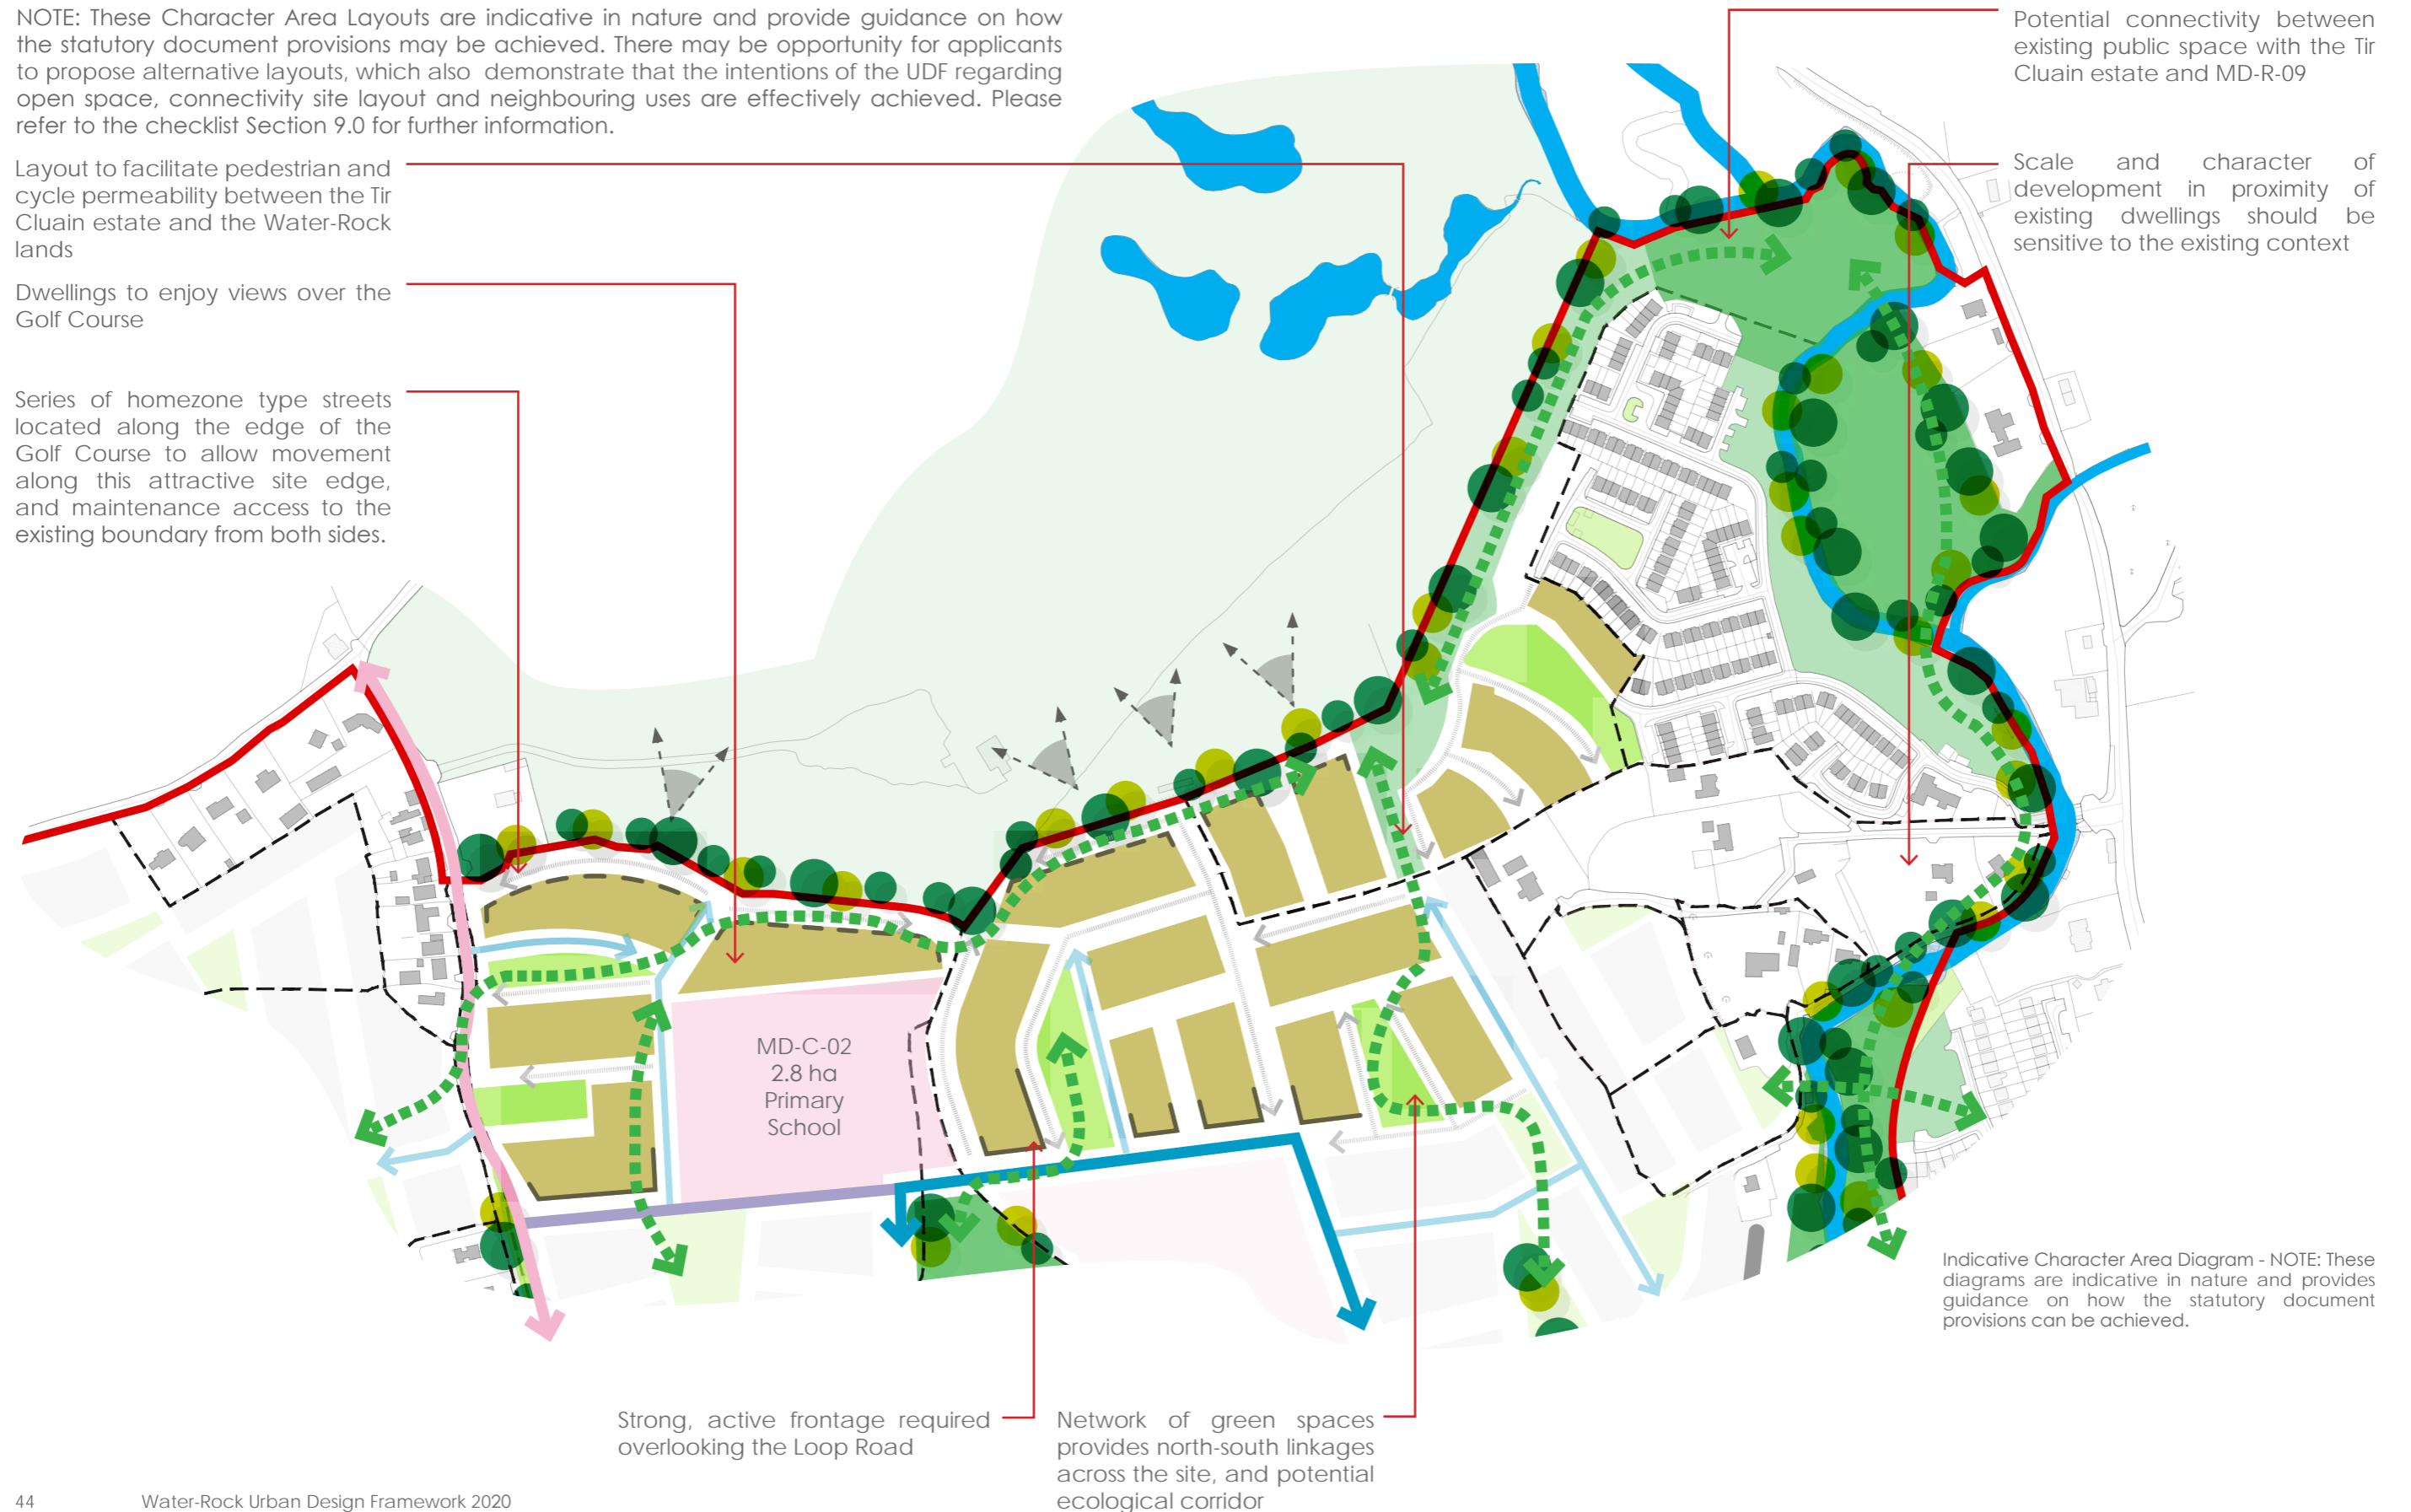 NOTE: These Character Area Layouts are indicative in nature and provide guidance on how
the statutory document provisions may be achieved. There may be opportunity for applicants
to propose alternative layouts, which also demonstrate that the intentions of the UDF regarding
open space, connectivity site layout and neighbouring uses are effectively achieved. Please
refer to the checklist Section 9.0 for further information.
Layout to facilitate pedestrian and
cycle permeability between the Tir
Cluain estate and the Water-Rock
lands
Dwellings to enjoy views over the
Golf Course
Series of homezone type streets
located along the edge of the
Golf Course to allow movement
along this attractive site edge,
and maintenance access to the
existing boundary from both sides.
Potential connectivity between
existing public space with the Tir
Cluain estate and MD-R-09
Scale and character of
development in proximity of
existing dwellings should be
sensitive to the existing context
MD-C-02
2.8 ha
Primary
School
Indicative Character Area Diagram - NOTE: These
diagrams are indicative in nature and provides
guidance on how the statutory document
provisions can be achieved.
Strong, active frontage required
overlooking the Loop Road
Network of green spaces
provides north-south linkages
across the site, and potential
ecological corridor
44 Water-Rock Urban Design Framework 2020